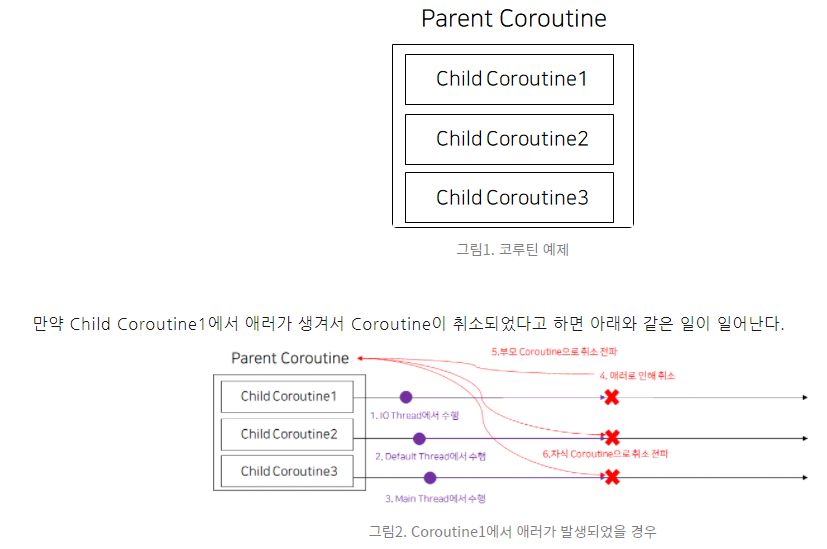 Parent Coroutine
Child Coroutine1
Child Coroutine2
Child Coroutine3
그림1. 코루틴 예제
만약 Child Coroutine1에서 애러가 생겨서 Coroutine이 취소되었다고 하면 아래와 같은 일이 일어난다.
5.부모 Coroutine으로 취소 전파
Parent Coroutine
4. 애러로 인해 취소
Child Coroutine1
1. IO Thread에서 수행
Child Coroutine2
2. Default Thread에서 수행
6.자식 Coroutine으로 취소 전파
Child Coroutine3
3. Main Thread에서 수행
그림2. Coroutine1에서 애러가 발생되었을 경우